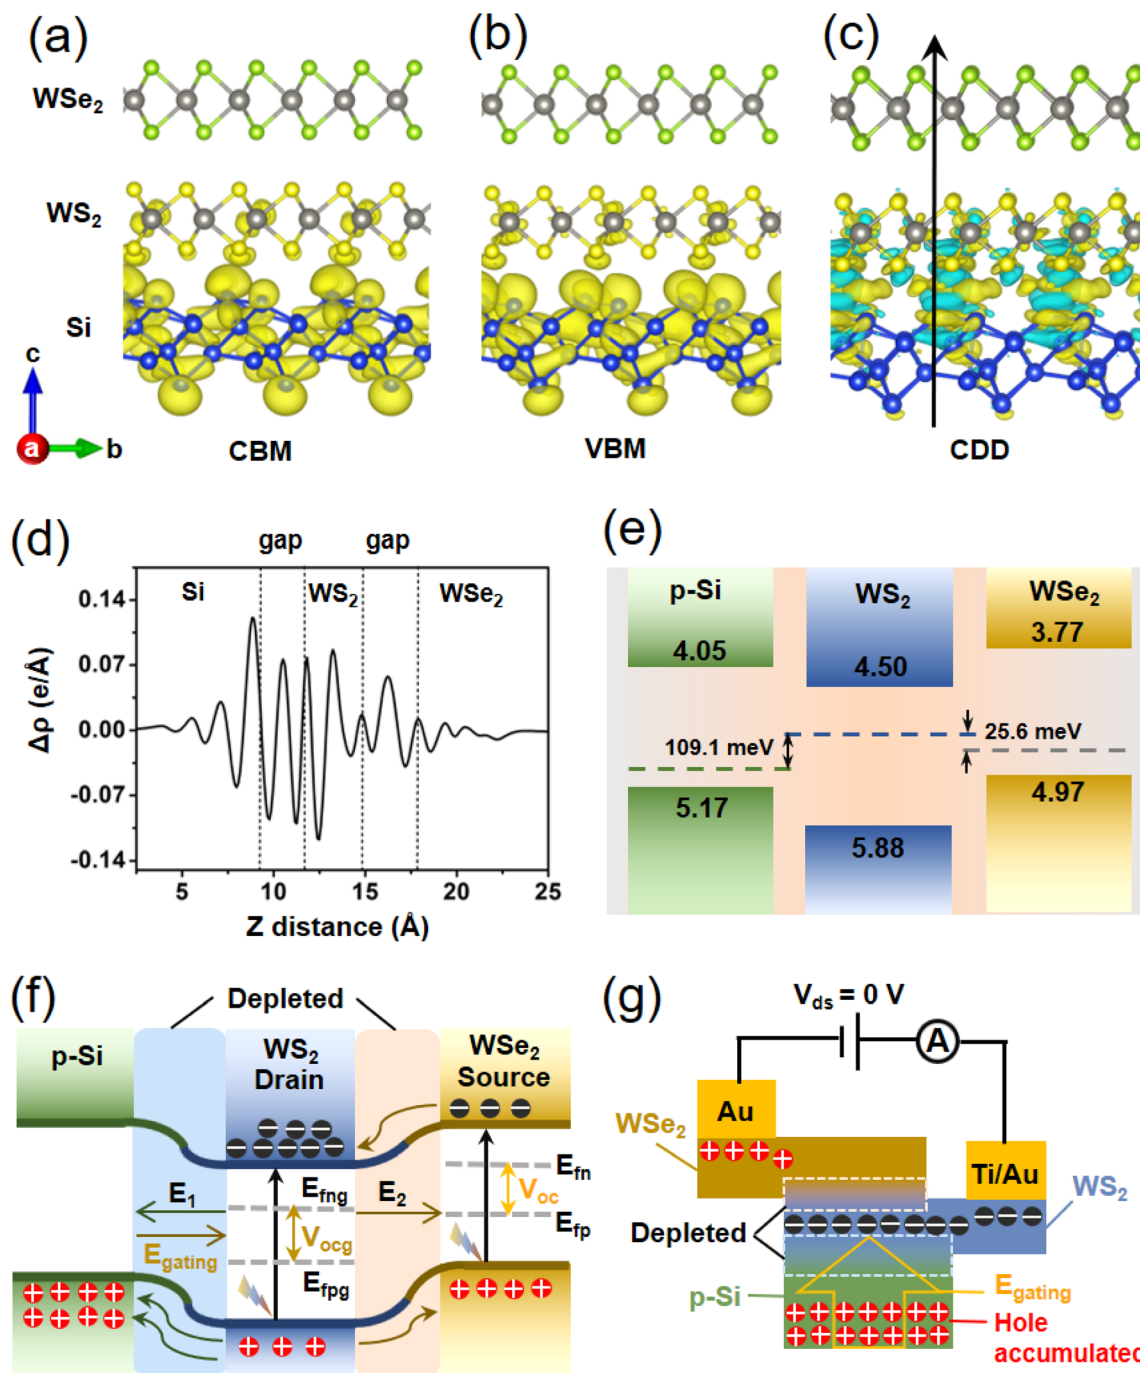 (a)
(b)
(c)
WSe2
WS2
Si
c
a
b
CBM
VBM
CDD
(d)
gap
gap
Si
WS2
WSe2
0.14
0.07
0.00
-0.07
-0.14
Δρ (e/Å)
5
10
15
20
25
Z distance (Å)
(e)
p-Si
WS2
WSe2
4.05
4.50
3.77
109.1 meV
25.6 meV
5.17
5.88
4.97
(f)
Depleted
p-Si
WS2
Drain
WSe2
Source
E1
Efng
E2
Efn
Voc
Egating
Vocg
Efp
Efpg
(g)
Vds = 0 V
A
Au
WSe2
Ti/Au
WS2
Depleted
p-Si
Egating
Hole
accumulated